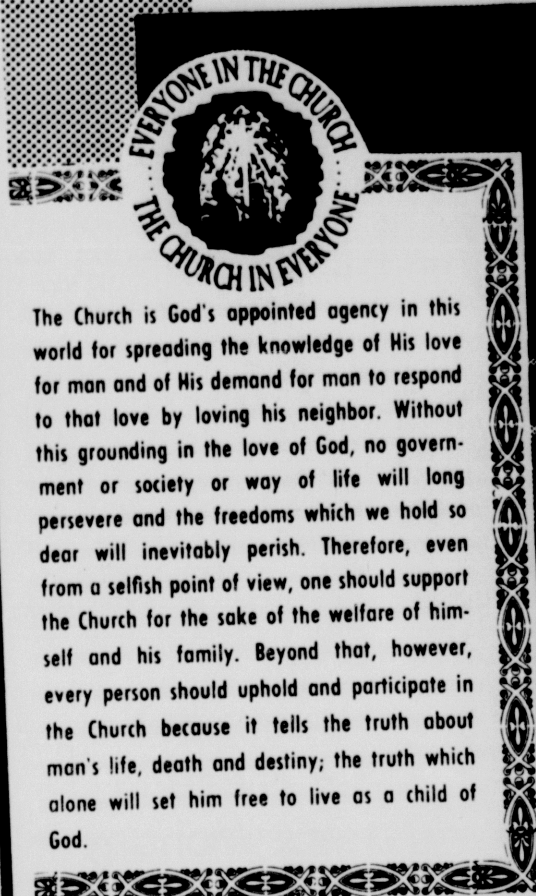 EVERYONE IN THE CHURCH
THE CHURCH IN EVERYONE
The Church is God's appointed agency in this
world for spreading the knowledge of His love
for man and of His demand for man to respond
to that love by loving his neighbor. Without
this grounding in the love of God, no govern-
ment or society or way of life will long
persevere and the freedoms which we hold so
dear will inevitably perish. Therefore, even
from a selfish point of view, one should support
the Church for the sake of the welfare of him-
self and his family. Beyond that, however,
every person should uphold and participate in
the Church because it tells the truth about
man's life, death and destiny; the truth which
alone will set him free to live as a child of
God.